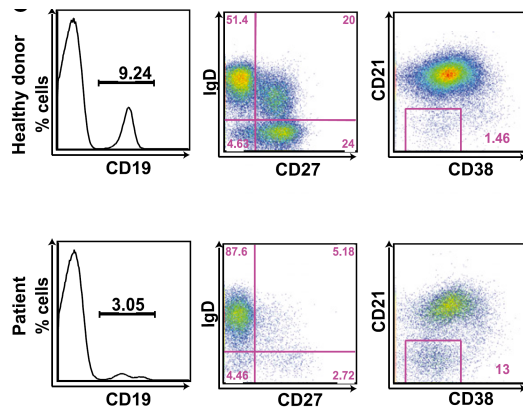 Healthy donor
% cells
9.24
CD19
51.4
20
4.63
24
IgD
CD27
CD21
1.46
CD38
Patient
% cells
3.05
CD19
87.6
5.18
4.46
2.72
IgD
CD27
CD21
13
CD38